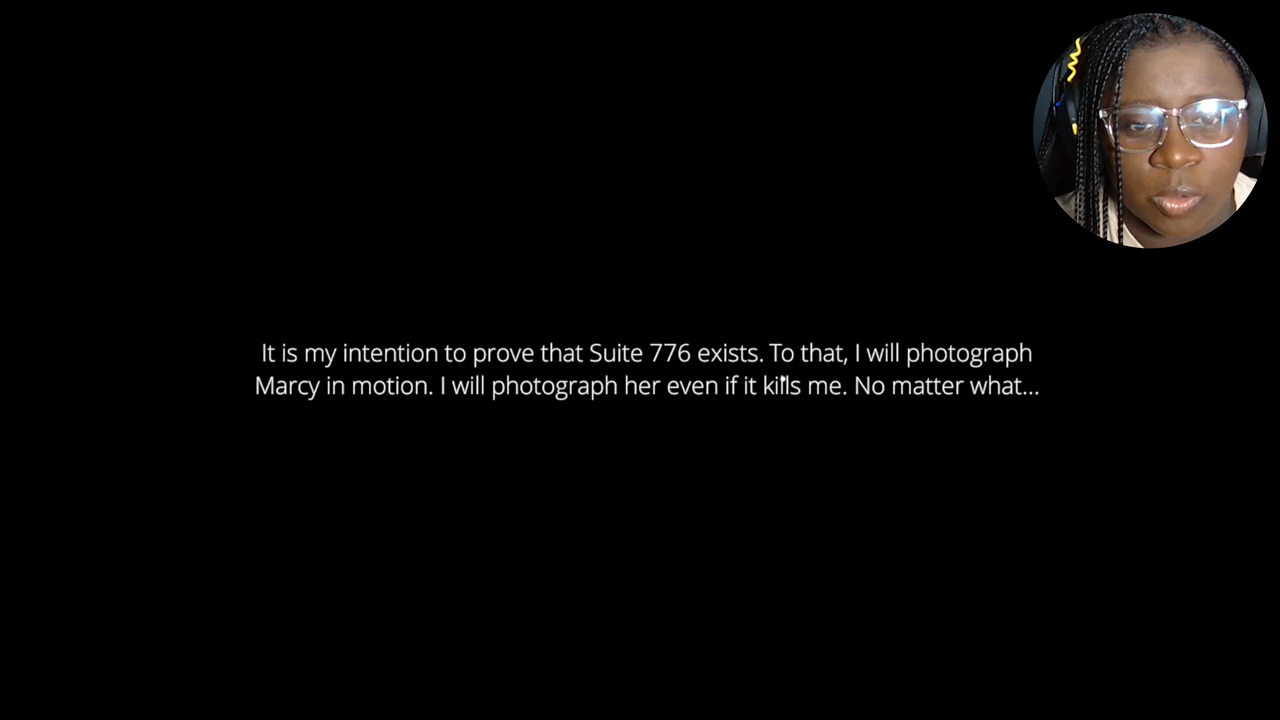 It is my intention to prove that Suite 776 exists. To that, I will photograph
Marcy in motion. I will photograph her even if it kills me. No matter what...